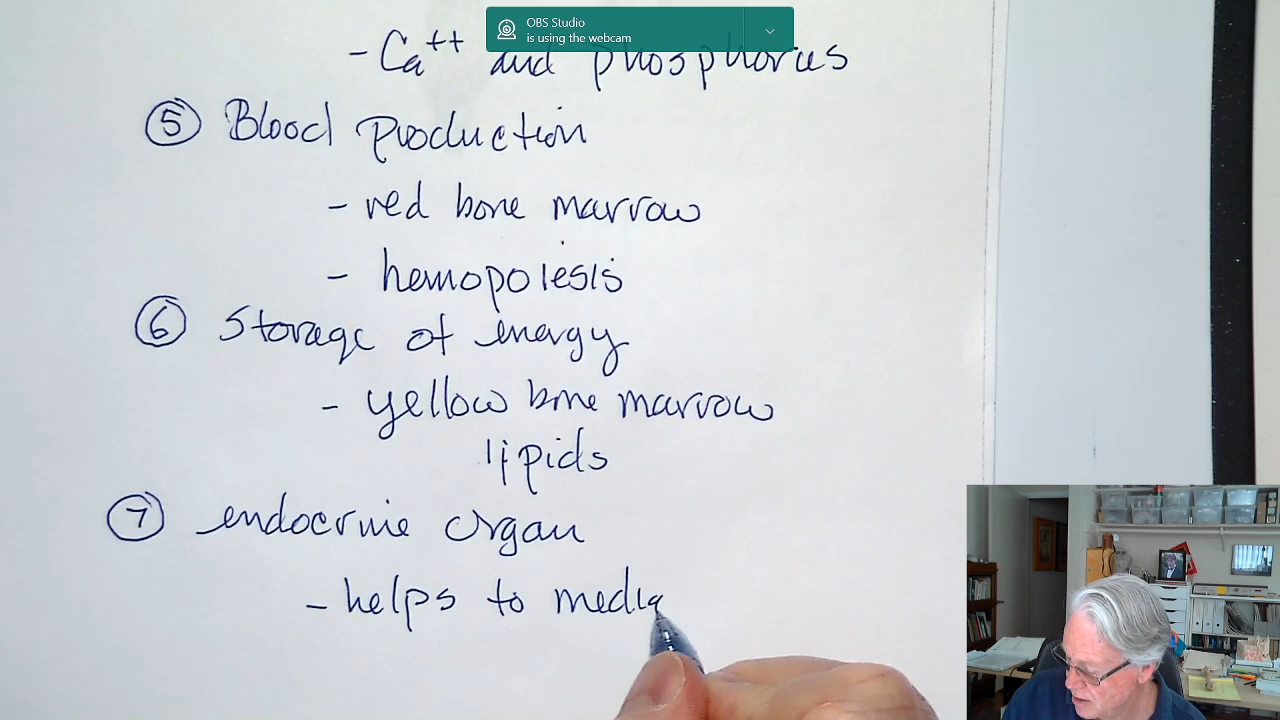 OBS Studio
is using the webcam
- Ca++ and phosphorus
⑤ Blood Production
- red bone marrow
- hemopoiesis
⑥ Storage of energy
- yellow bone marrow
lipids
⑦ endocrine organ
- helps to media